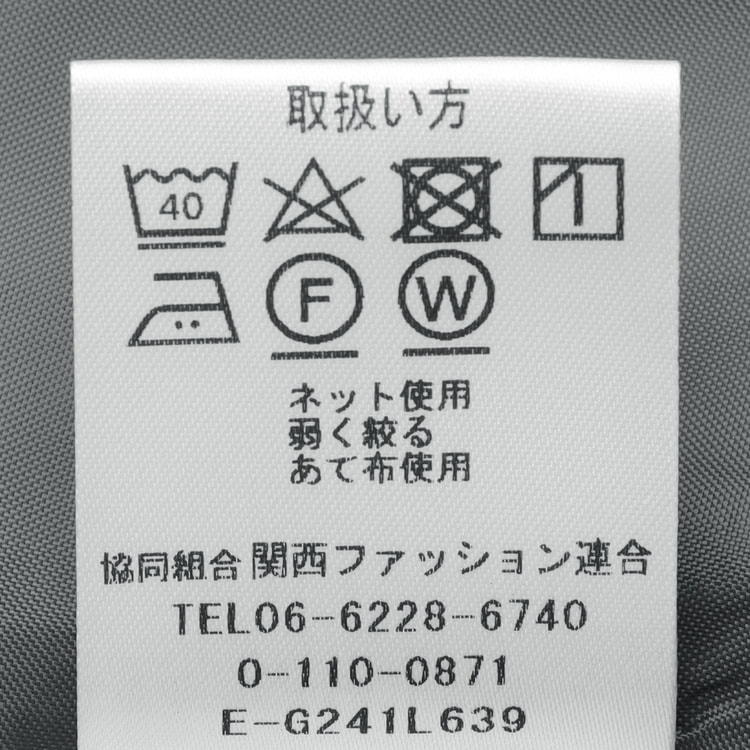 取扱い方
40
F W
ネット使用
弱く絞る
あて布使用
協同組合 関西ファッション連合
TEL06-6228-6740
0-110-0871
E-G241L639